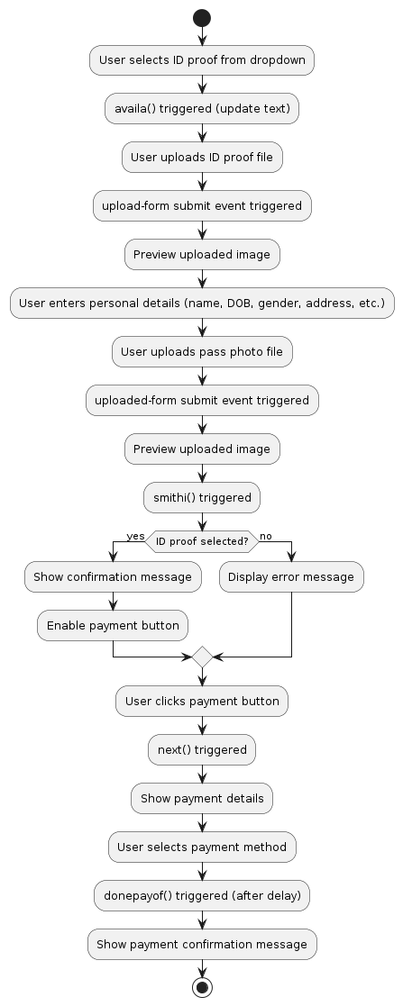 User selects ID proof from dropdown
availa() triggered (update text)
User uploads ID proof file
upload-form submit event triggered
Preview uploaded image
User enters personal details (name, DOB, gender, address, etc.)
User uploads pass photo file
uploaded-form submit event triggered
Preview uploaded image
smithi() triggered
yes
ID proof selected?
no
Show confirmation message
Display error message
Enable payment button
User clicks payment button
next() triggered
Show payment details
User selects payment method
donepayof() triggered (after delay)
Show payment confirmation message